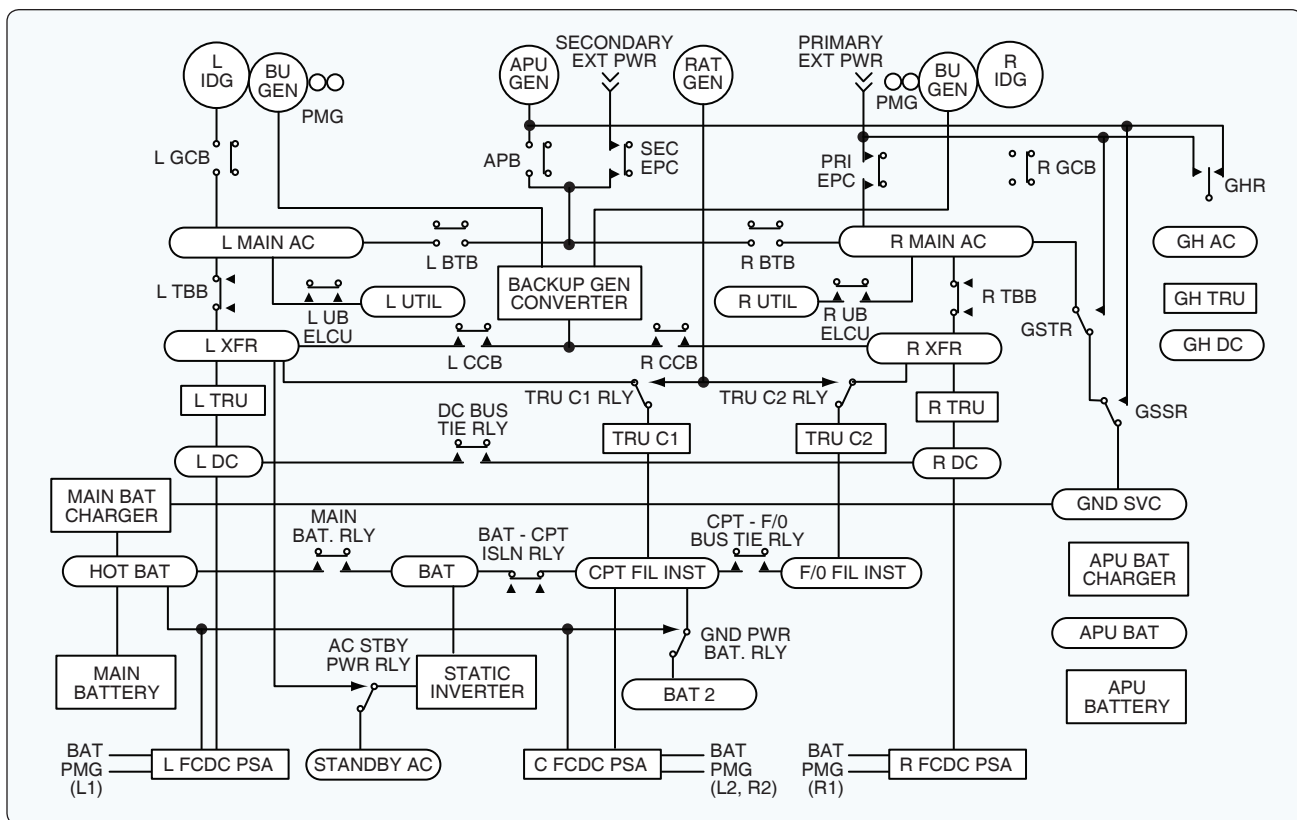 L
IDG
BU
GEN
PMG
APU
GEN
SECONDARY
EXT PWR
RAT
GEN
PRIMARY
EXT PWR
PMG
BU
GEN
R
IDG
L GCB
APB
SEC
EPC
PRI
EPC
R GCB
GHR
L MAIN AC
L BTB
R BTB
R MAIN AC
GH AC
L TBB
L UB
ELCU
L UTIL
BACKUP GEN
CONVERTER
R UTIL
R UB
ELCU
R TBB
GSTR
GH TRU
GH DC
L XFR
L CCB
R CCB
R XFR
L TRU
TRU C1 RLY
TRU C2 RLY
R TRU
GSSR
DC BUS
TIE RLY
TRU C1
TRU C2
L DC
R DC
MAIN BAT
CHARGER
GND SVC
MAIN
BAT. RLY
BAT - CPT
ISLN RLY
CPT - F/0
BUS TIE RLY
HOT BAT
BAT
CPT FIL INST
F/0 FIL INST
APU BAT
CHARGER
AC STBY
PWR RLY
GND PWR
BAT. RLY
APU BAT
MAIN
BATTERY
STATIC
INVERTER
BAT 2
APU
BATTERY
BAT
PMG
(L1)
L FCDC PSA
STANDBY AC
C FCDC PSA
BAT
PMG
(L2, R2)
BAT
PMG
(R1)
R FCDC PSA